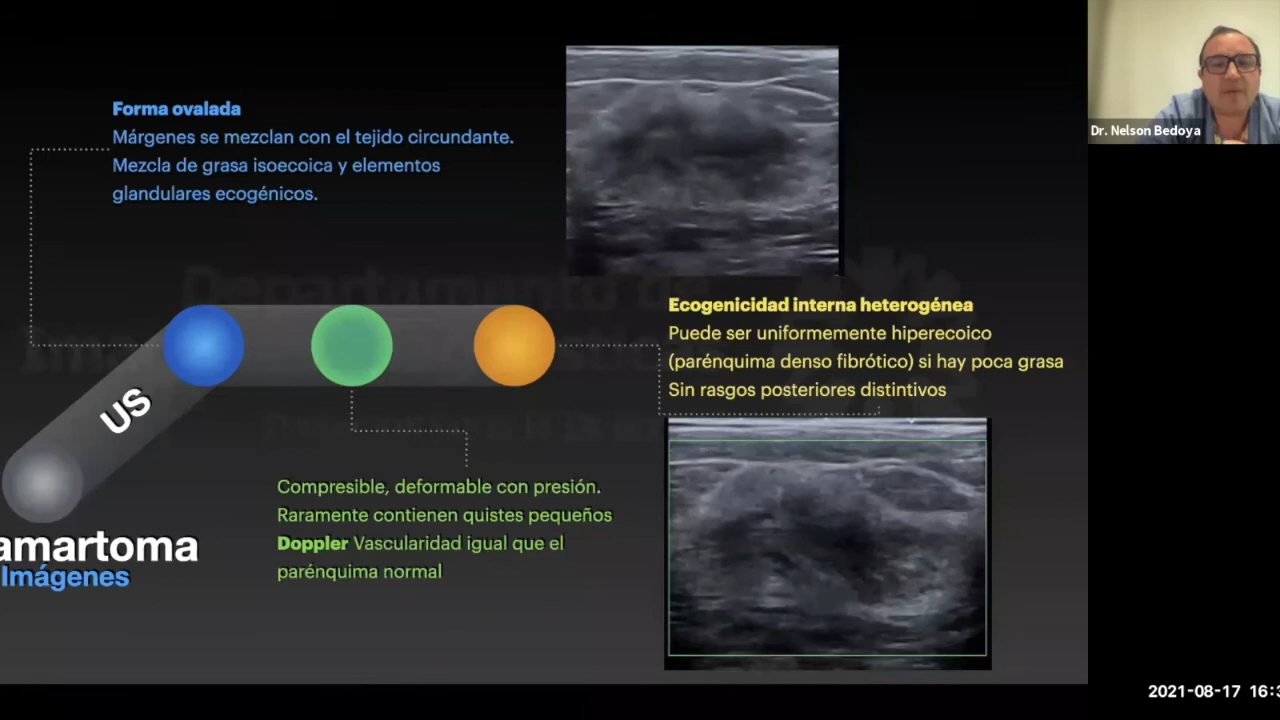 Forma ovalada
Márgenes se mezclan con el tejido circundante.
Mezcla de grasa isoecoica y elementos
glandulares ecogénicos.
Dr. Nelson Bedoya
Ecogenicidad interna heterogénea
Puede ser uniformemente hiperecoico
(parénquima denso fibrótico) si hay poca grasa
Sin rasgos posteriores distintivos
US
Compresible, deformable con presión.
Raramente contienen quistes pequeños
Doppler Vascularidad igual que el
parénquima normal
amartoma
Imágenes
2021-08-17 16:3